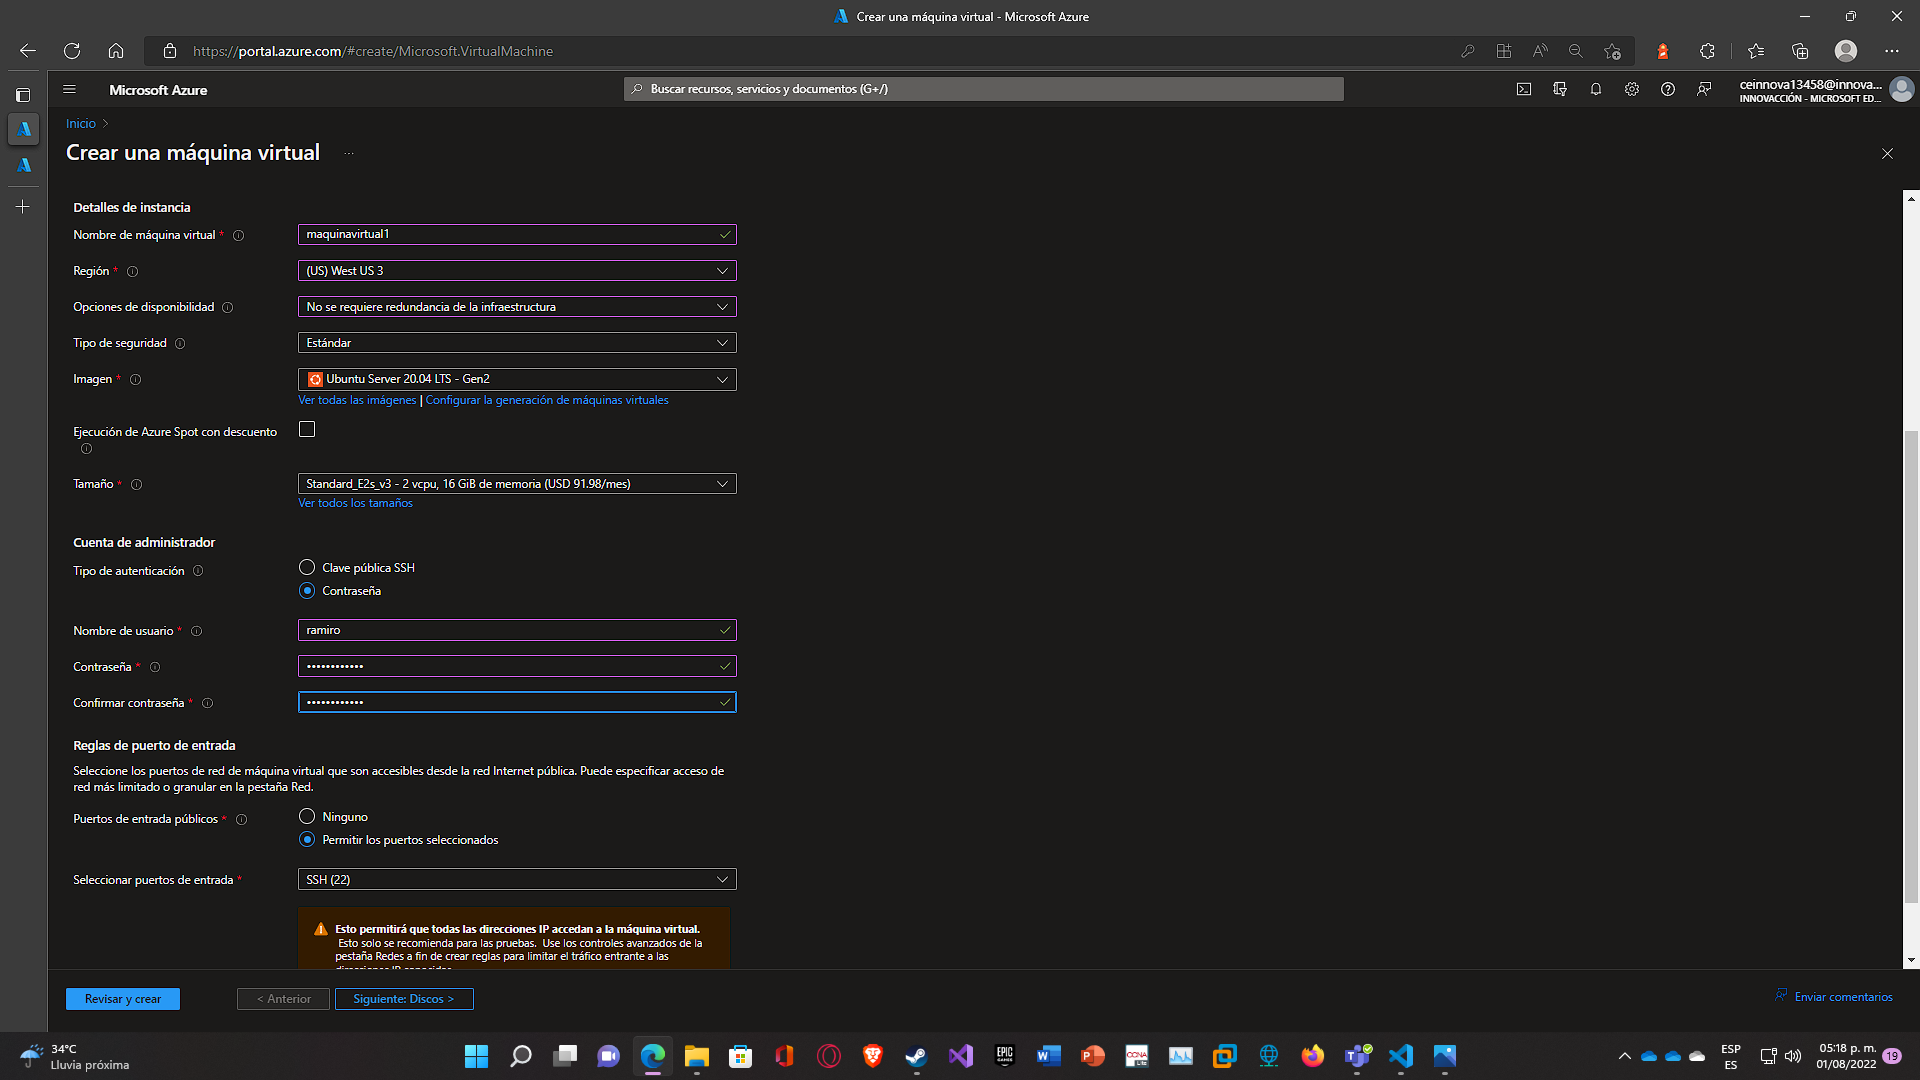 Crear una máquina virtual - Microsoft Azure
https://portal.azure.com/#create/Microsoft.VirtualMachine
Microsoft Azure
Buscar recursos, servicios y documentos (G+/)
ceinnova13458@innova...
INNOVACCIÓN - MICROSOFT ED...
Inicio >
Crear una máquina virtual ...
Detalles de instancia
Nombre de máquina virtual * maquinavirtual1
Región * (US) West US 3
Opciones de disponibilidad No se requiere redundancia de la infraestructura
Tipo de seguridad Estándar
Imagen * Ubuntu Server 20.04 LTS - Gen2
Ver todas las imágenes | Configurar la generación de máquinas virtuales
Ejecución de Azure Spot con descuento
Tamaño * Standard_E2s_v3 - 2 vcpu, 16 GiB de memoria (USD 91.98/mes)
Ver todos los tamaños
Cuenta de administrador
Tipo de autenticación Clave pública SSH
Contraseña
Nombre de usuario * ramiro
Contraseña * ••••••••••••
Confirmar contraseña * ••••••••••••
Reglas de puerto de entrada
Seleccione los puertos de red de máquina virtual que son accesibles desde la red Internet pública. Puede especificar acceso de
red más limitado o granular en la pestaña Red.
Puertos de entrada públicos * Ninguno
Permitir los puertos seleccionados
Seleccionar puertos de entrada * SSH (22)
Esto permitirá que todas las direcciones IP accedan a la máquina virtual.
Esto solo se recomienda para las pruebas. Use los controles avanzados de la
pestaña Redes a fin de crear reglas para limitar el tráfico entrante a las
Revisar y crear
< Anterior
Siguiente: Discos >
Enviar comentarios
34°C
Lluvia próxima
EPIC GAMES
CCNA Lite
ESP
ES
05:18 p. m.
01/08/2022
19